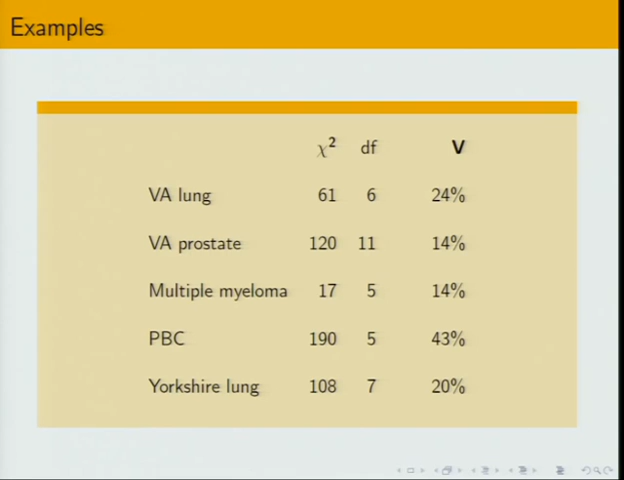 Examples
χ² df V
VA lung 61 6 24%
VA prostate 120 11 14%
Multiple myeloma 17 5 14%
PBC 190 5 43%
Yorkshire lung 108 7 20%